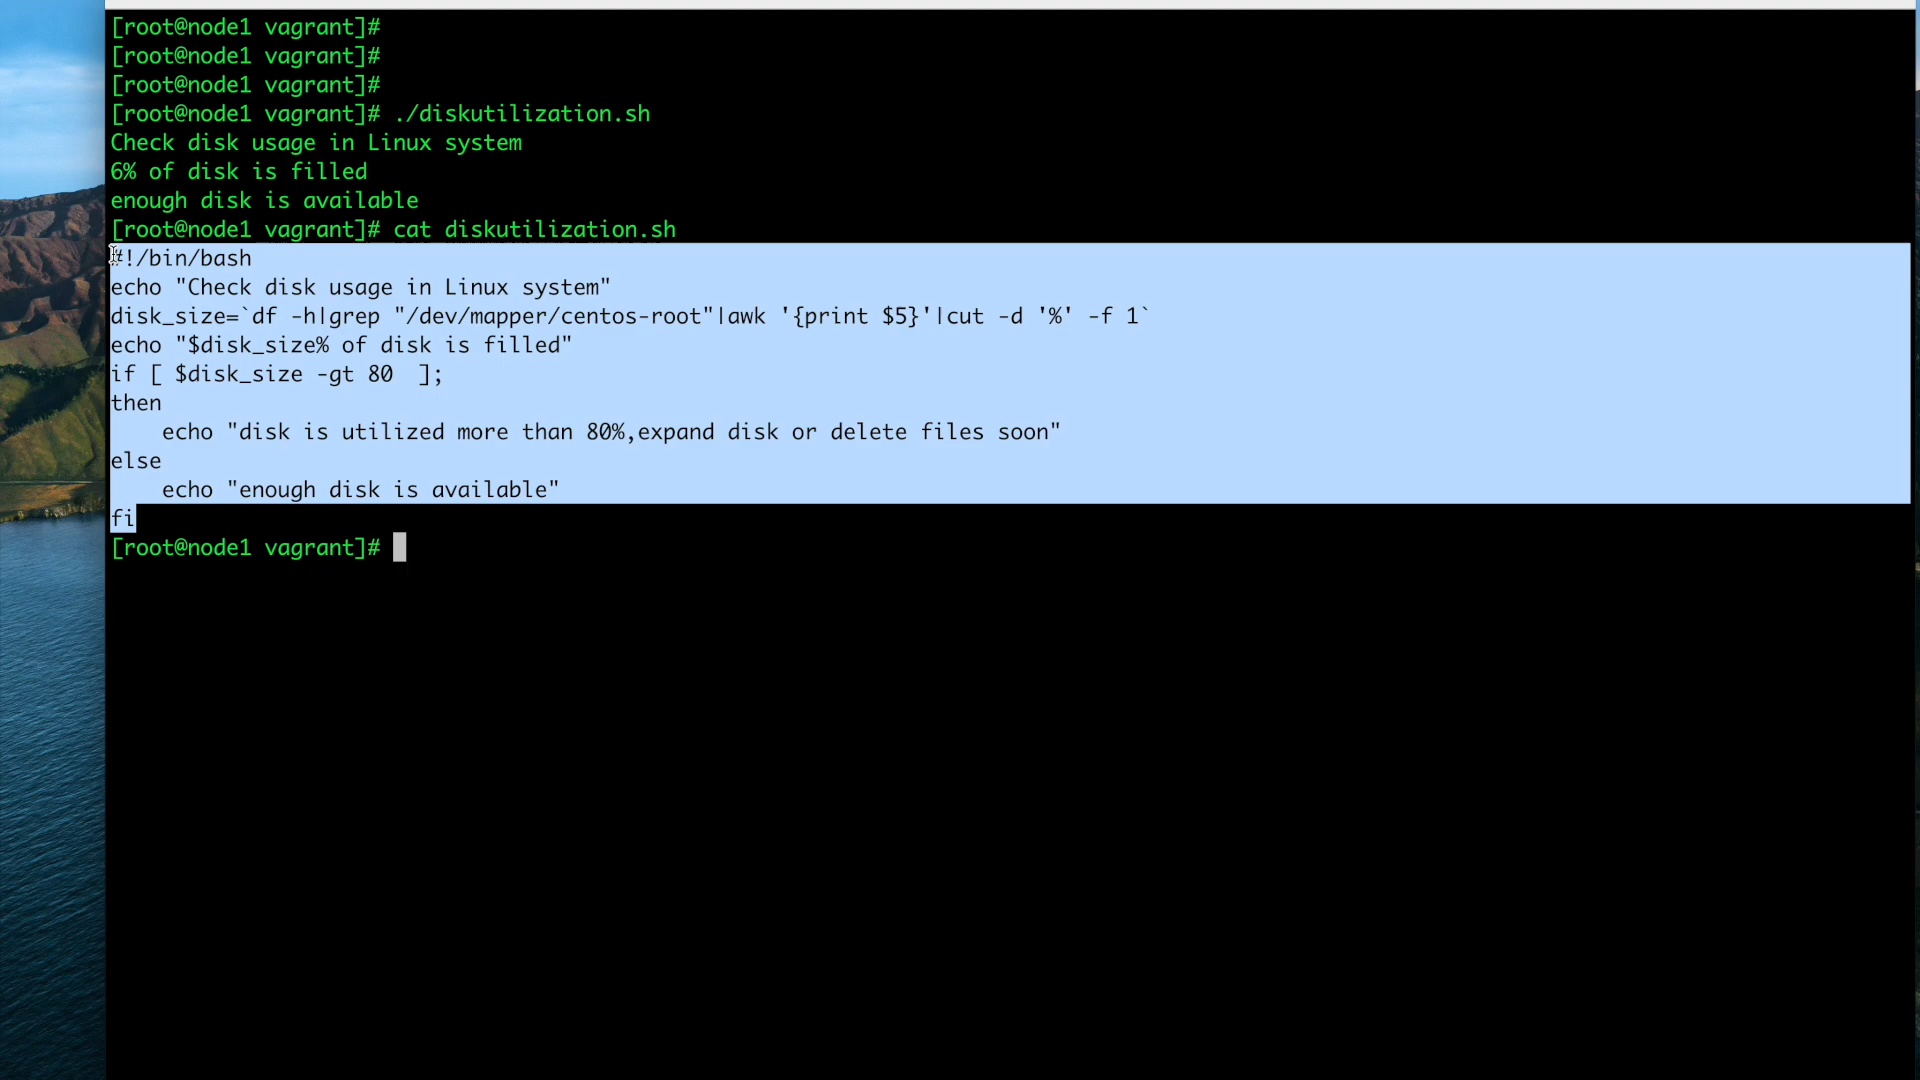 [root@node1 vagrant]#
[root@node1 vagrant]#
[root@node1 vagrant]#
[root@node1 vagrant]# ./diskutilization.sh
Check disk usage in Linux system
6% of disk is filled
enough disk is available
[root@node1 vagrant]# cat diskutilization.sh
#!/bin/bash
echo "Check disk usage in Linux system"
disk_size=`df -h|grep "/dev/mapper/centos-root"|awk '{print $5}'|cut -d '%' -f 1`
echo "$disk_size% of disk is filled"
if [ $disk_size -gt 80  ];
then
    echo "disk is utilized more than 80%,expand disk or delete files soon"
else
    echo "enough disk is available"
fi
[root@node1 vagrant]#